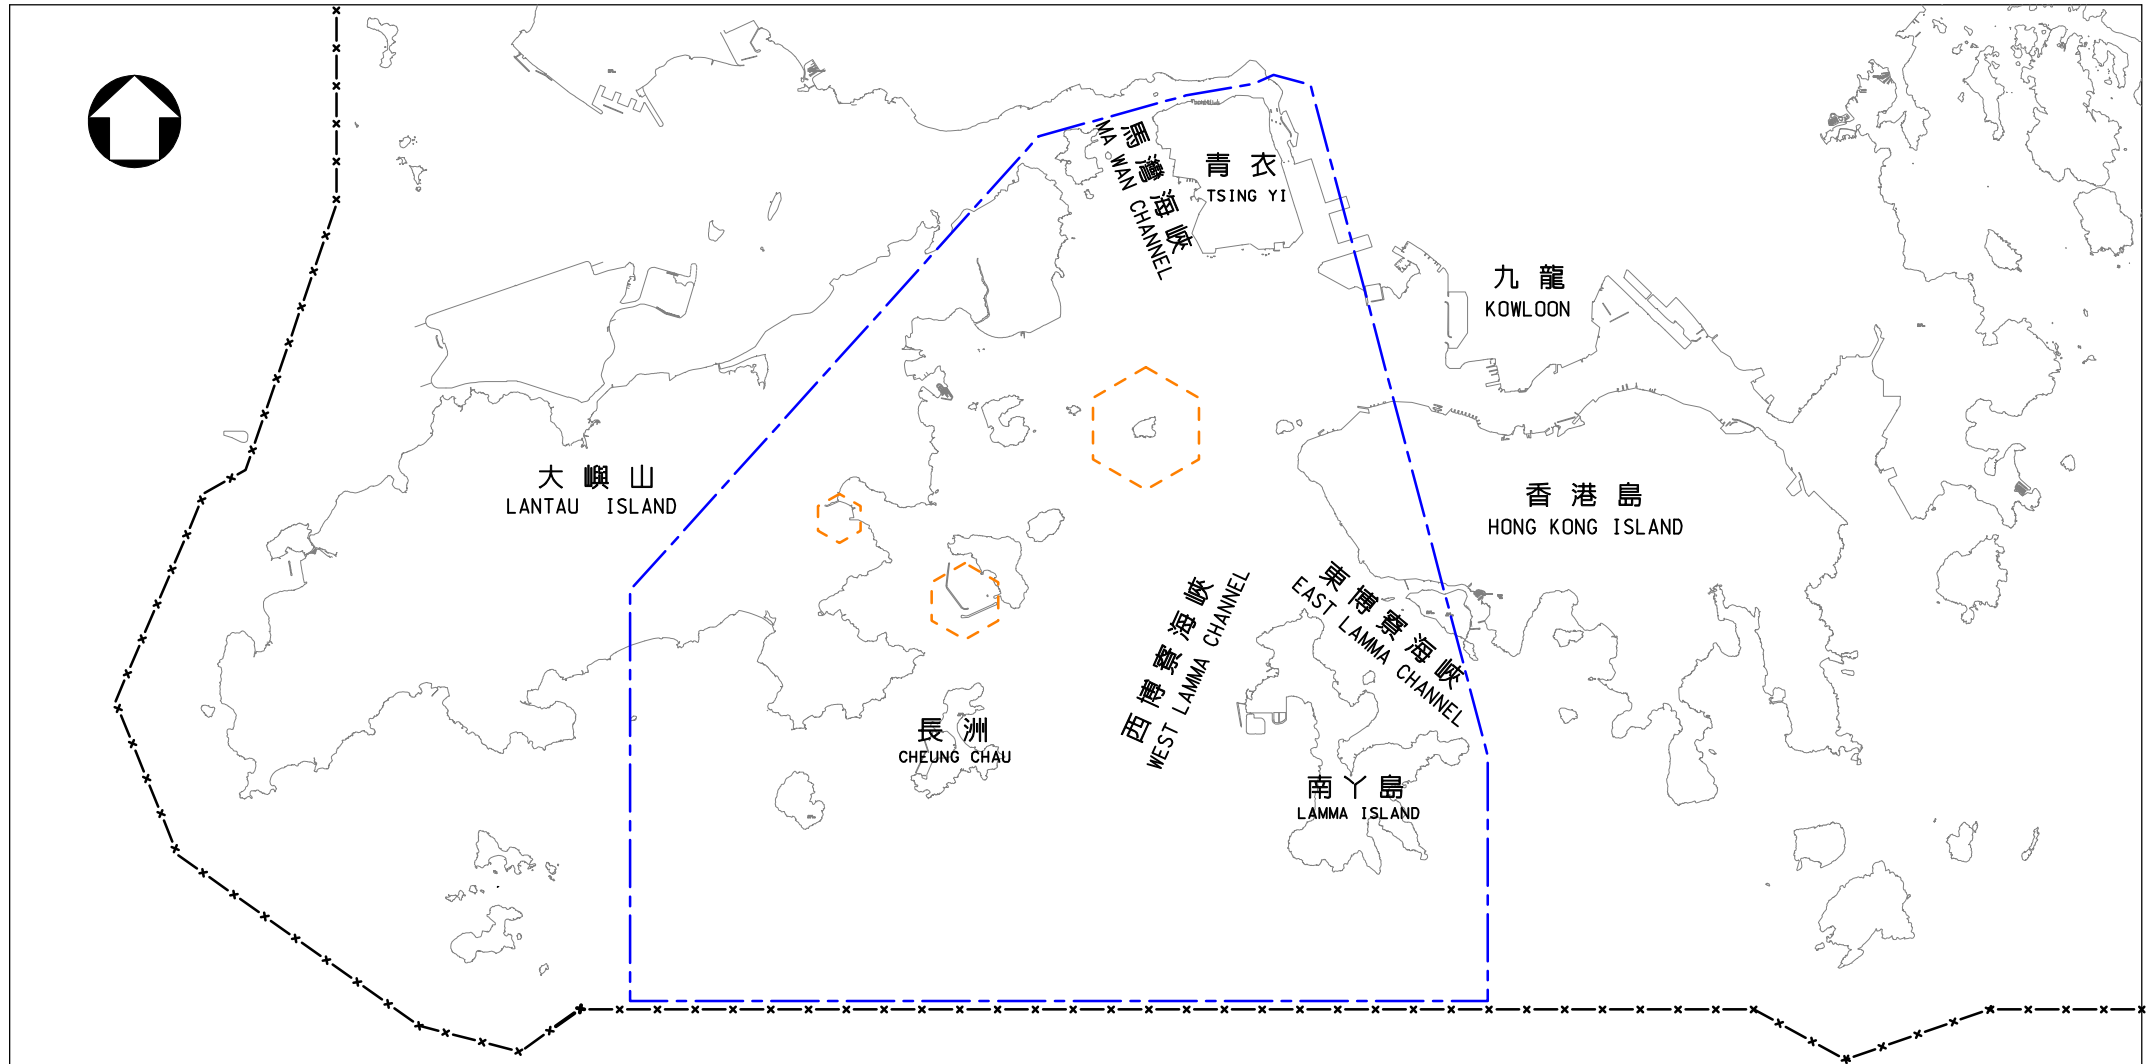 馬灣海峽
MA WAN CHANNEL
青衣
TSING YI
九龍
KOWLOON
大嶼山
LANTAU ISLAND
香港島
HONG KONG ISLAND
西博寮海峽
WEST LAMMA CHANNEL
東博寮海峽
EAST LAMMA CHANNEL
長洲
CHEUNG CHAU
南丫島
LAMMA ISLAND